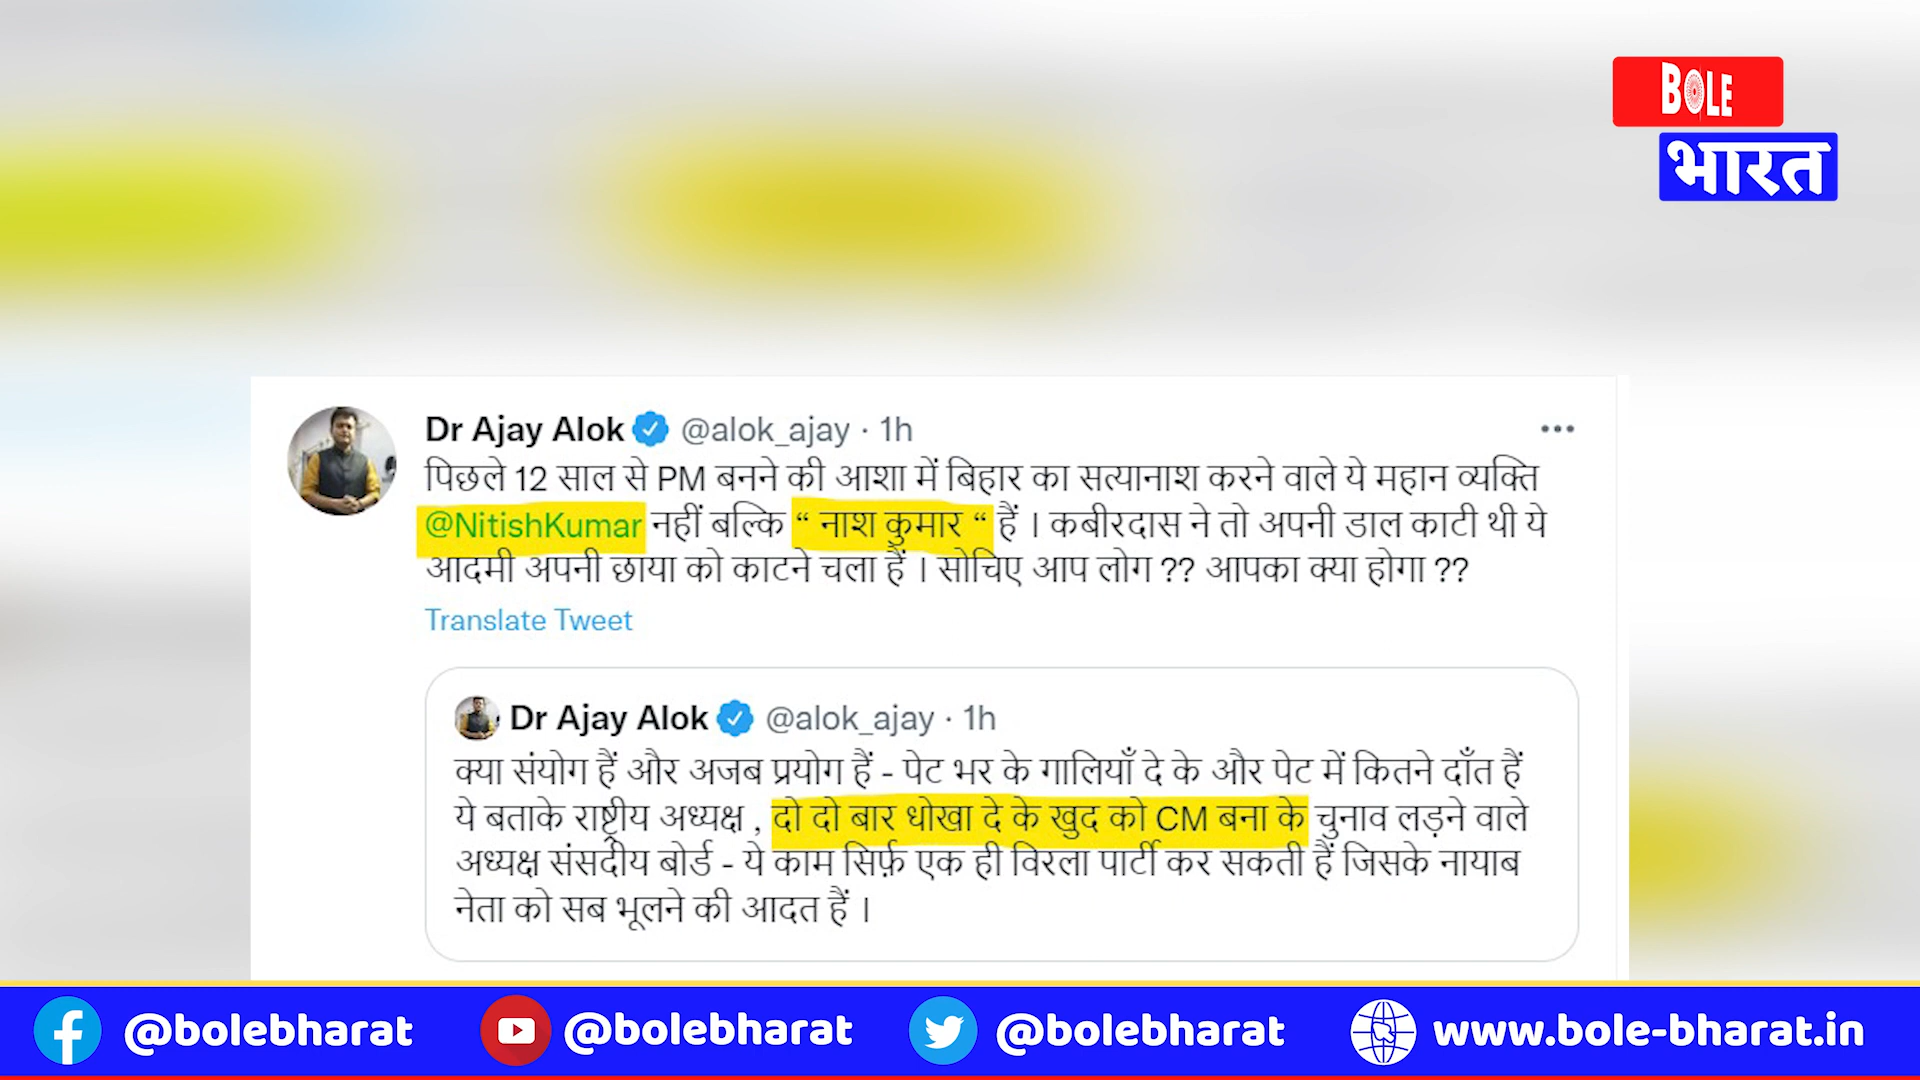 BOLE
भारत
Dr Ajay Alok @alok_ajay · 1h
पिछले 12 साल से PM बनने की आशा में बिहार का सत्यानाश करने वाले ये महान व्यक्ति
@NitishKumar नहीं बल्कि “ नाश कुमार “ हैं । कबीरदास ने तो अपनी डाल काटी थी ये
आदमी अपनी छाया को काटने चला हैं । सोचिए आप लोग ?? आपका क्या होगा ??
Translate Tweet
Dr Ajay Alok @alok_ajay · 1h
क्या संयोग हैं और अजब प्रयोग हैं - पेट भर के गालियाँ दे के और पेट में कितने दाँत हैं
ये बताके राष्ट्रीय अध्यक्ष , दो दो बार धोखा दे के खुद को CM बना के चुनाव लड़ने वाले
अध्यक्ष संसदीय बोर्ड - ये काम सिर्फ़ एक ही विरला पार्टी कर सकती हैं जिसके नायाब
नेता को सब भूलने की आदत हैं ।
@bolebharat @bolebharat @bolebharat www.bole-bharat.in